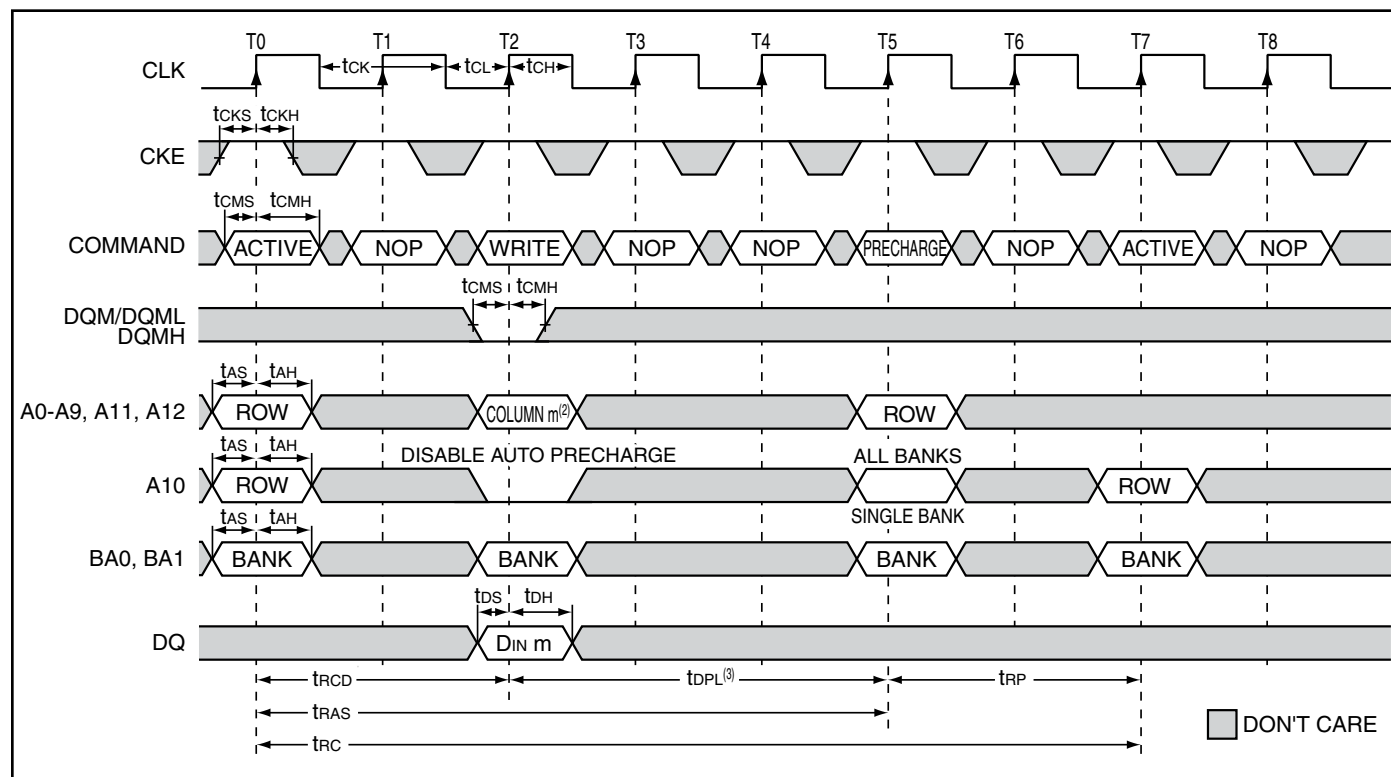 T0 T1 T2 T3 T4 T5 T6 T7 T8
CLK
tCK tCL tCH
tCKS tCKH
CKE
tCMS tCMH
COMMAND ACTIVE NOP WRITE NOP NOP PRECHARGE NOP ACTIVE NOP
tCMS tCMH
DQM/DQML
DQMH
tAS tAH
A0-A9, A11, A12 ROW COLUMN m(2) ROW
tAS tAH DISABLE AUTO PRECHARGE ALL BANKS
A10 ROW ROW
tAS tAH SINGLE BANK
BA0, BA1 BANK BANK BANK BANK
tDS tDH
DQ DIN m
tRCD tDPL(3) tRP
tRAS
tRC
DON'T CARE